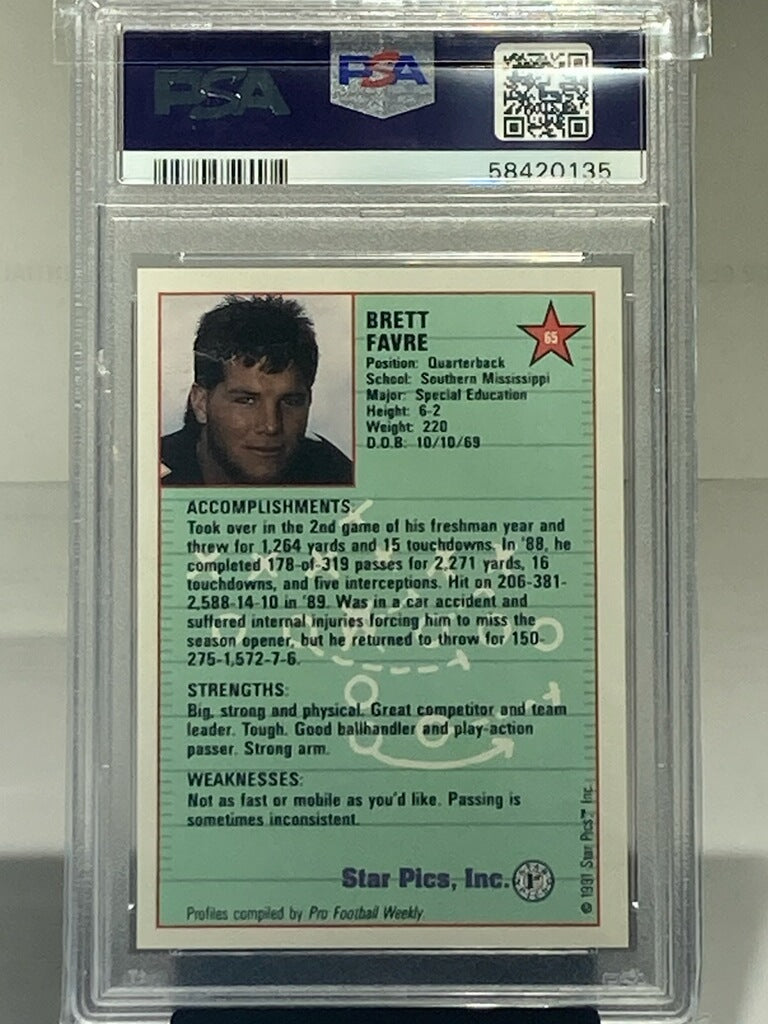 PSA
PSA
58420135
BRETT
FAVRE
65
Position: Quarterback
School: Southern Mississippi
Major: Special Education
Height: 6-2
Weight: 220
D.O.B: 10/10/69
ACCOMPLISHMENTS:
Took over in the 2nd game of his freshman year and
threw for 1,264 yards and 15 touchdowns. In '88, he
completed 178-of-319 passes for 2,271 yards, 16
touchdowns, and five interceptions. Hit on 206-381-
2,588-14-10 in '89. Was in a car accident and
suffered internal injuries forcing him to miss the
season opener, but he returned to throw for 150-
275-1,572-7-6.
STRENGTHS:
Big, strong and physical. Great competitor and team
leader. Tough. Good ballhandler and play-action
passer. Strong arm.
WEAKNESSES:
Not as fast or mobile as you'd like. Passing is
sometimes inconsistent.
Star Pics, Inc.
© 1991 Star Pics™ Inc.
Profiles compiled by Pro Football Weekly